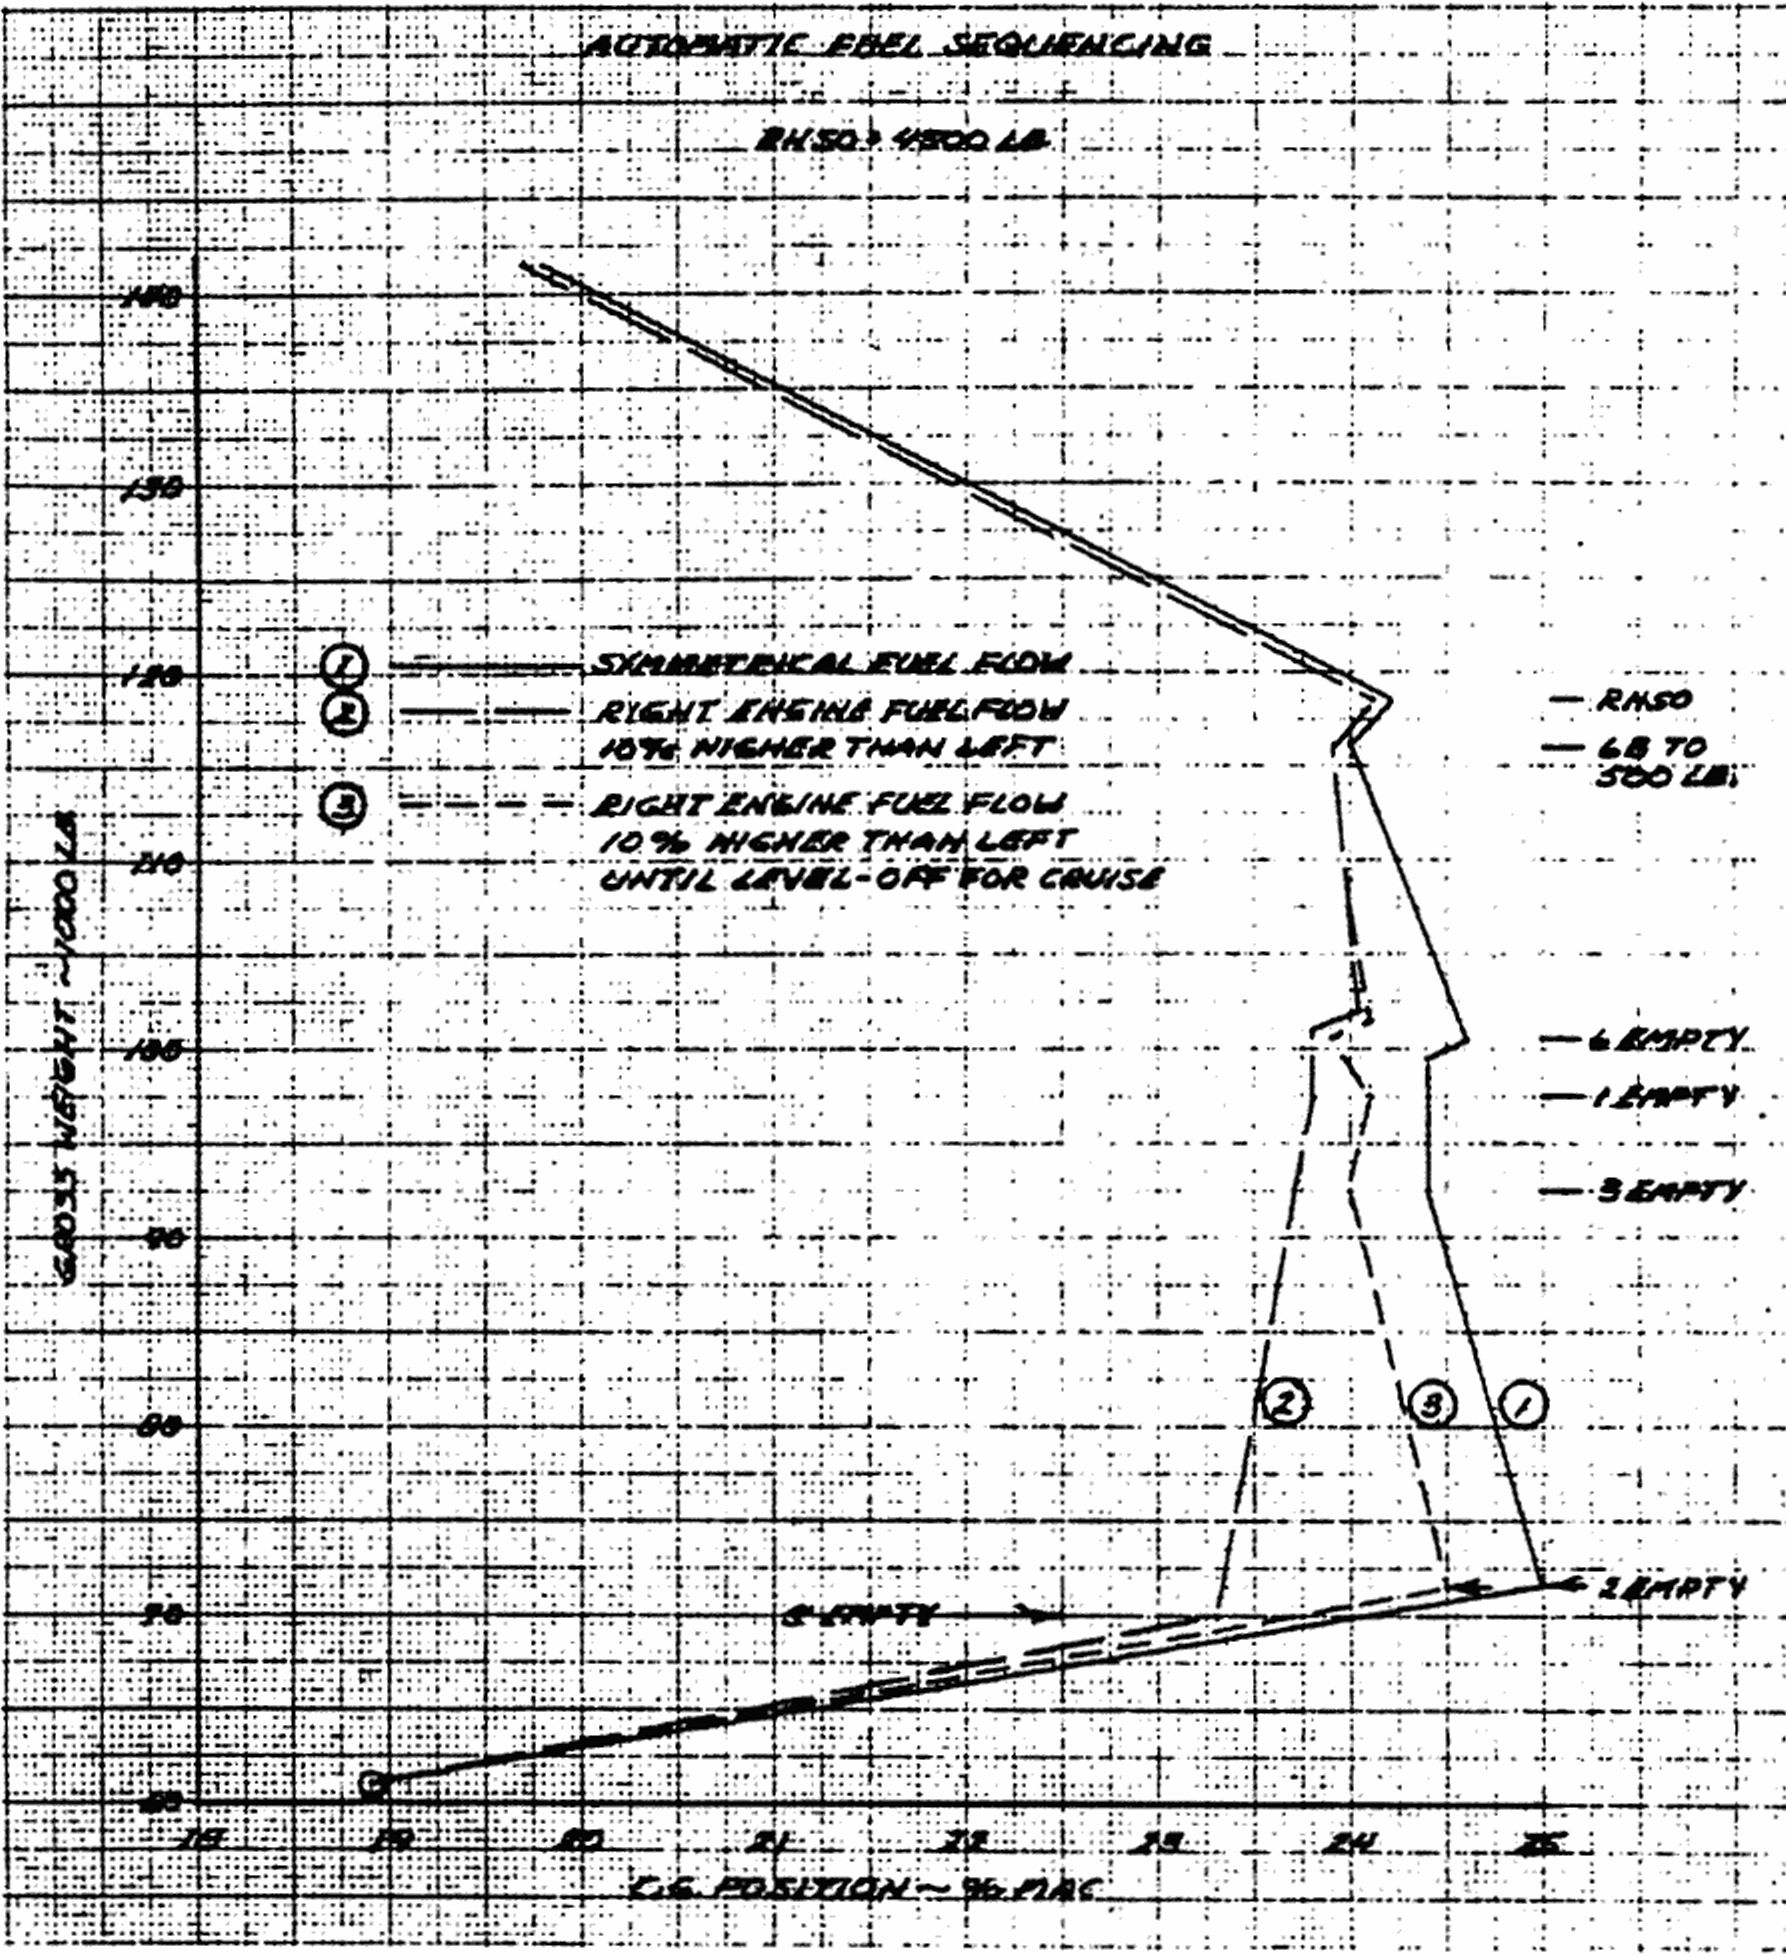 AUTOMATIC FUEL SEQUENCING
RH50 > 4500 LB
140
130
120
110
100
90
80
70
60
GROSS WEIGHT ~1000 LB
① SYMMETRICAL FUEL FLOW
② RIGHT ENGINE FUEL FLOW
10% HIGHER THAN LEFT
③ RIGHT ENGINE FUEL FLOW
10% HIGHER THAN LEFT
UNTIL LEVEL-OFF FOR CRUISE
RH50
6B TO
500 LB.
6 EMPTY
1 EMPTY
3 EMPTY
② ③ ①
2 EMPTY
5 EMPTY
18 19 20 21 22 23 24 25
C.G. POSITION ~ % MAC